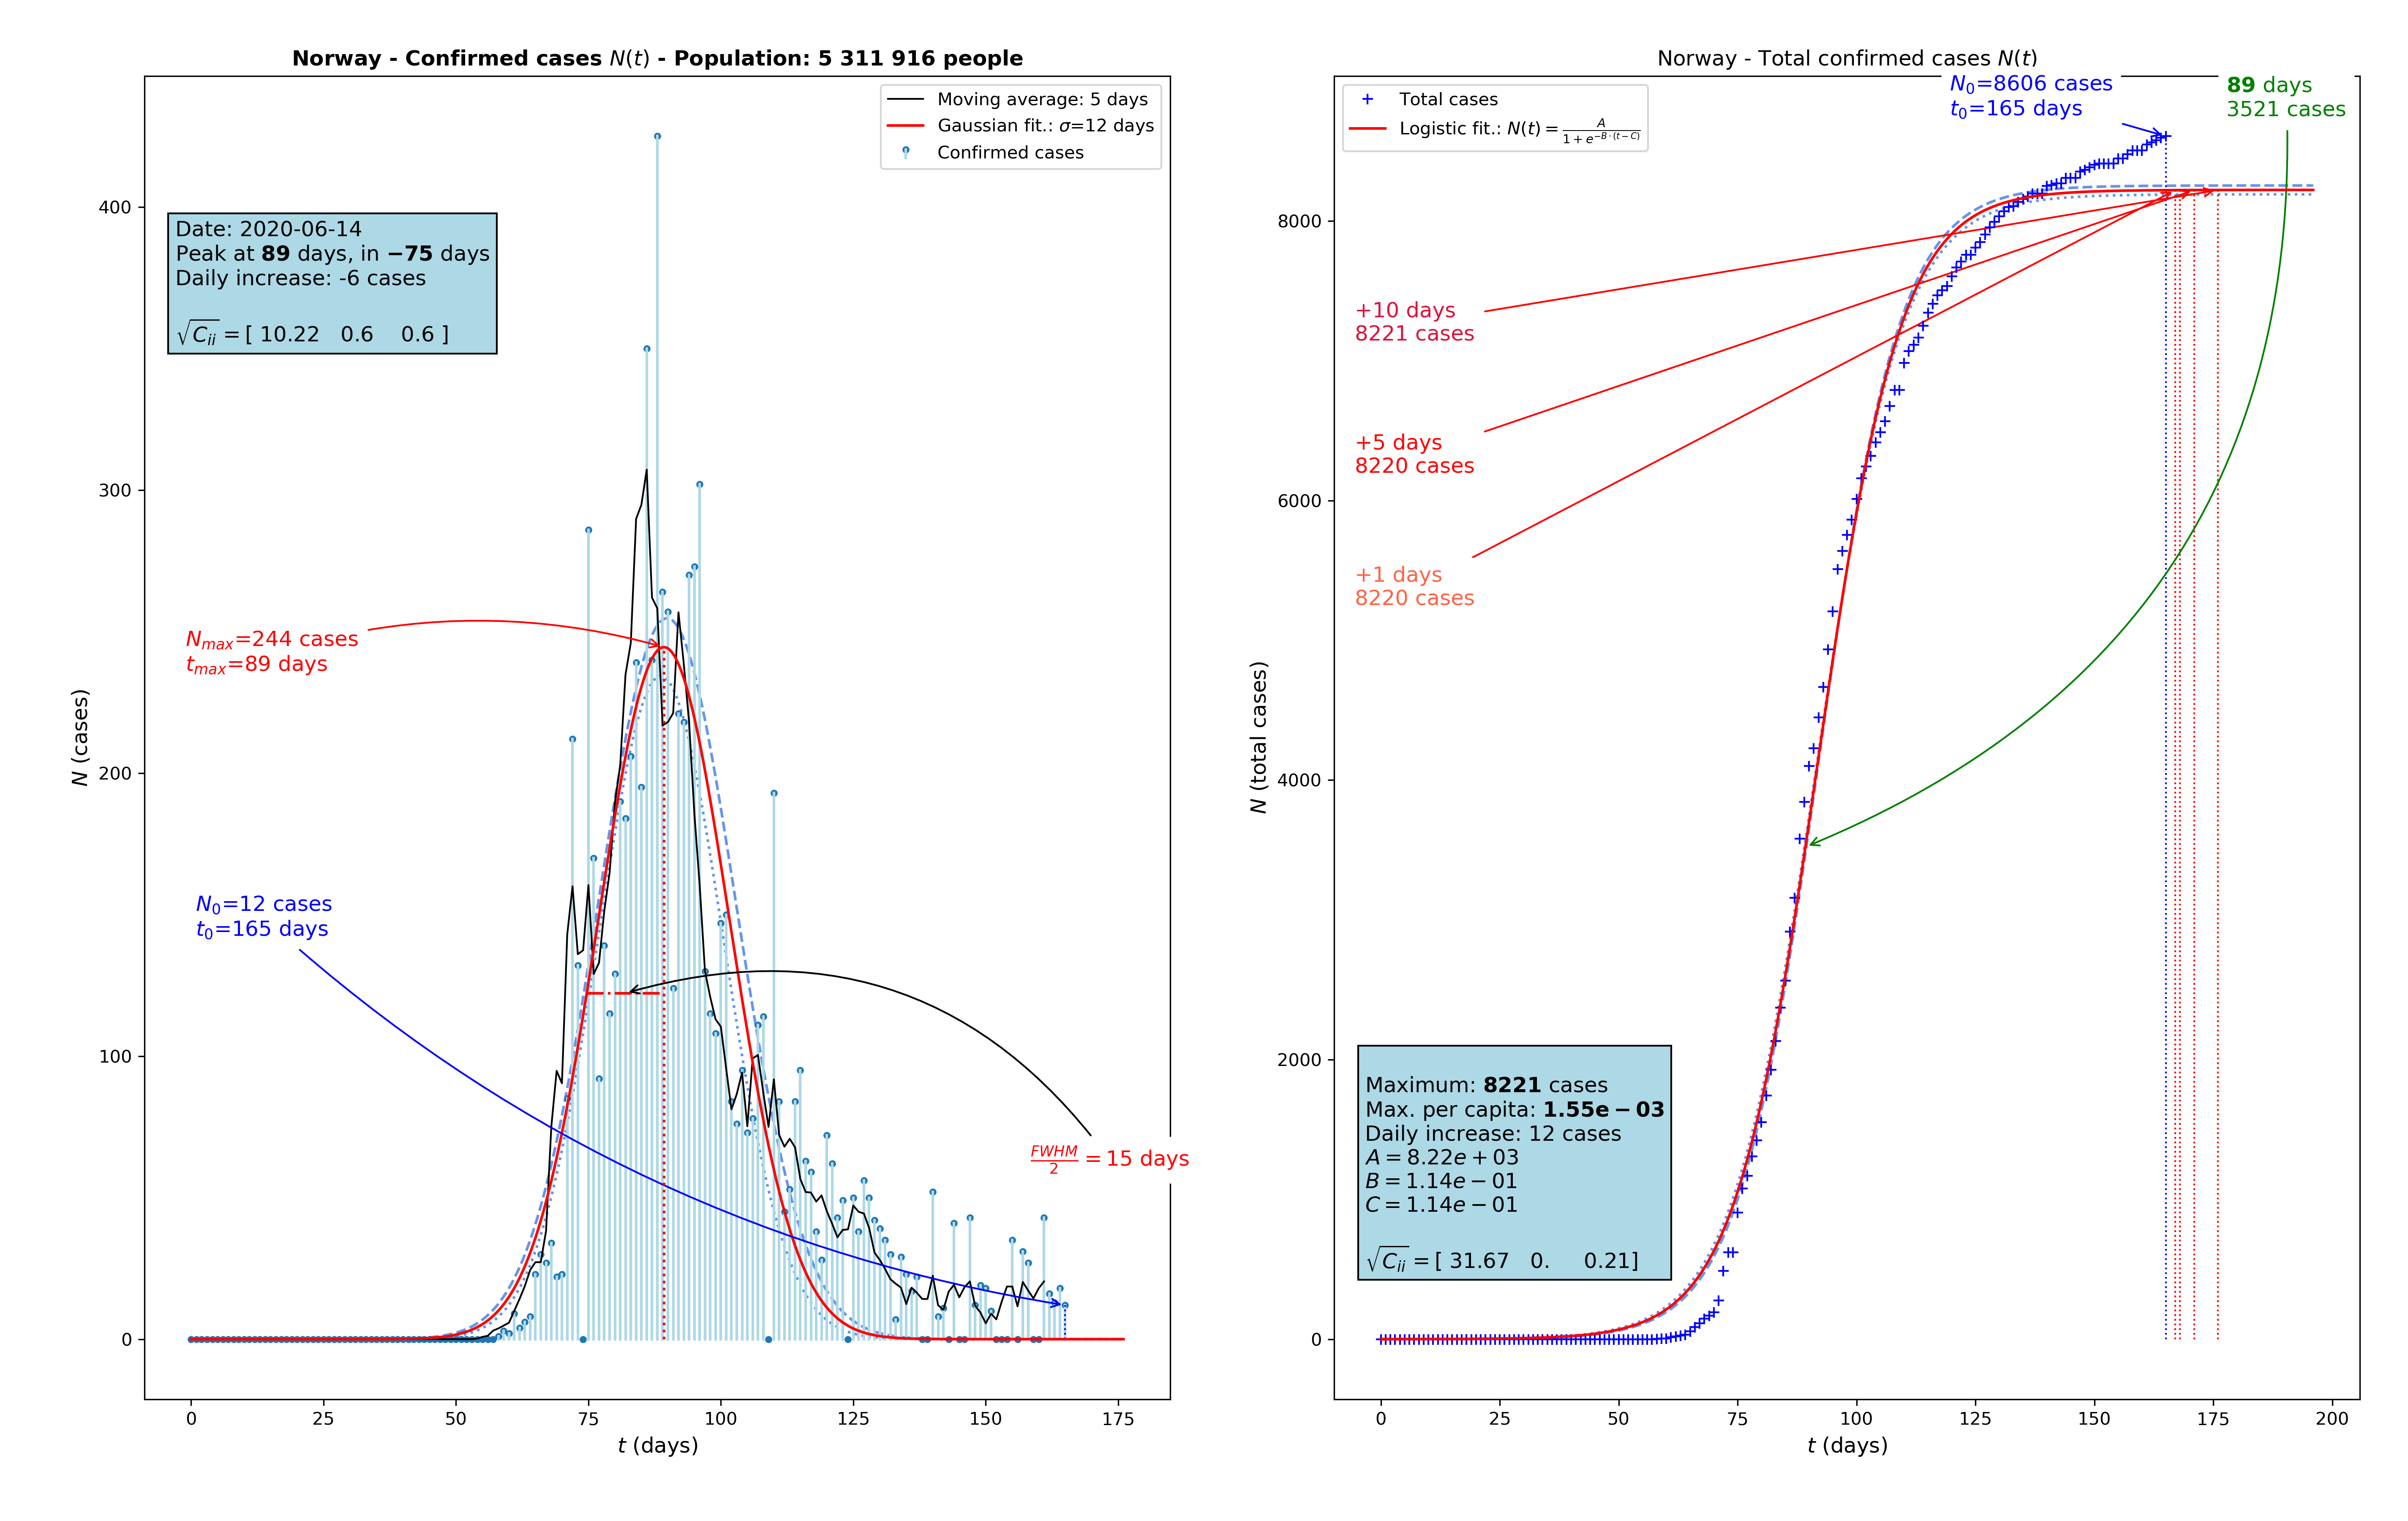 Norway - Confirmed cases N(t) - Population: 5 311 916 people
Moving average: 5 days
Gaussian fit.: σ=12 days
Confirmed cases
Date: 2020-06-14
Peak at 89 days, in −75 days
Daily increase: -6 cases
√C_ii = [ 10.22 0.6 0.6 ]
N_max=244 cases
t_max=89 days
N_0=12 cases
t_0=165 days
FWHM/2 = 15 days
N (cases)
400
300
200
100
0
0 25 50 75 100 125 150 175
t (days)
Norway - Total confirmed cases N(t)
Total cases
Logistic fit.: N(t) = A/(1+e^{-B·(t−C)})
N_0=8606 cases
t_0=165 days
89 days
3521 cases
+10 days
8221 cases
+5 days
8220 cases
+1 days
8220 cases
Maximum: 8221 cases
Max. per capita: 1.55e − 03
Daily increase: 12 cases
A = 8.22e + 03
B = 1.14e − 01
C = 1.14e − 01
√C_ii = [ 31.67 0. 0.21]
N (total cases)
8000
6000
4000
2000
0
0 25 50 75 100 125 150 175 200
t (days)